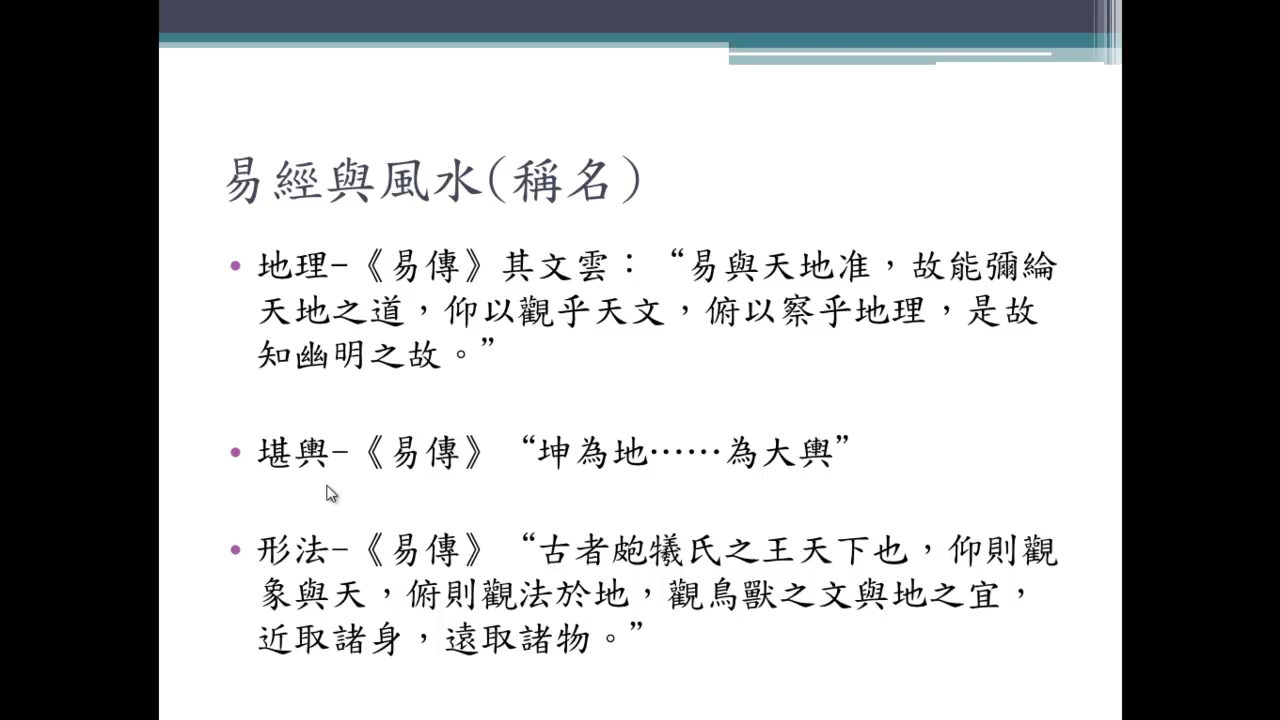 易經與風水(稱名)
• 地理-《易傳》其文雲：“易與天地准，故能彌綸
天地之道，仰以觀乎天文，俯以察乎地理，是故
知幽明之故。”
• 堪輿-《易傳》“坤為地……為大輿”
• 形法-《易傳》“古者皰犧氏之王天下也，仰則觀
象與天，俯則觀法於地，觀鳥獸之文與地之宜，
近取諸身，遠取諸物。”